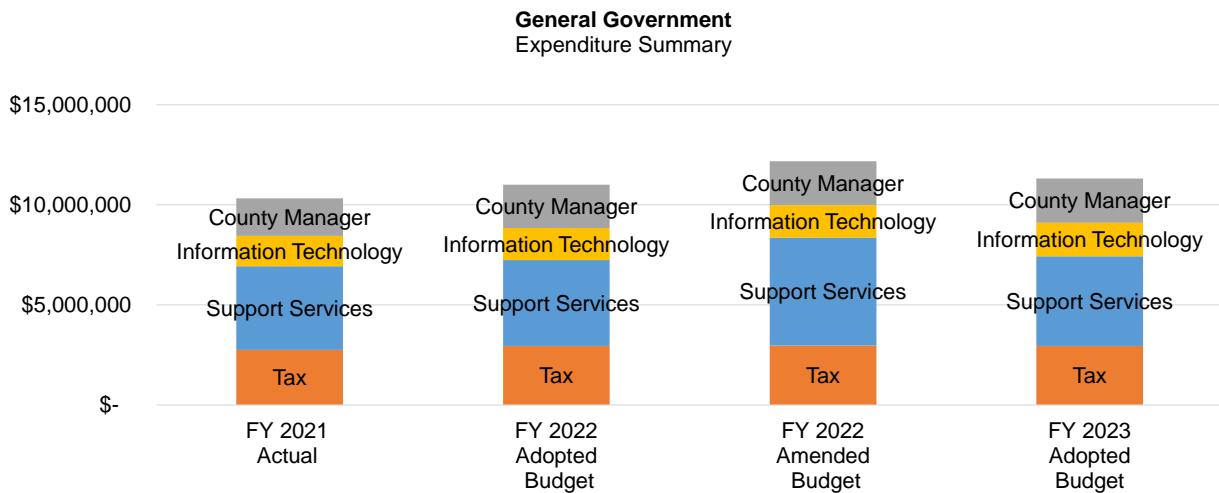 General Government
Expenditure Summary
$15,000,000
$10,000,000
$5,000,000
$-
County Manager
Information Technology
Support Services
Tax
County Manager
Information Technology
Support Services
Tax
County Manager
Information Technology
Support Services
Tax
County Manager
Information Technology
Support Services
Tax
FY 2021
Actual
FY 2022
Adopted
Budget
FY 2022
Amended
Budget
FY 2023
Adopted
Budget